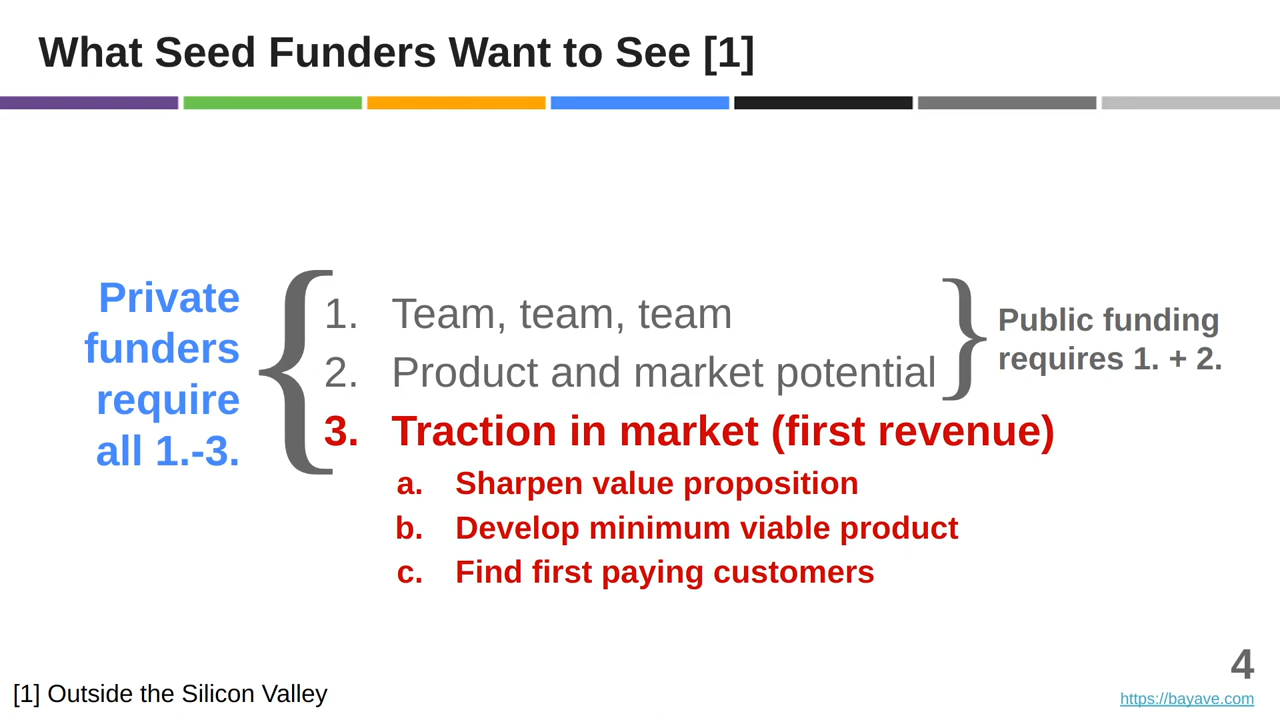 What Seed Funders Want to See [1]
Private
funders
require
all 1.-3.
{
1. Team, team, team
2. Product and market potential
3. Traction in market (first revenue)
a. Sharpen value proposition
b. Develop minimum viable product
c. Find first paying customers
}
Public funding
requires 1. + 2.
[1] Outside the Silicon Valley
4
https://bayave.com